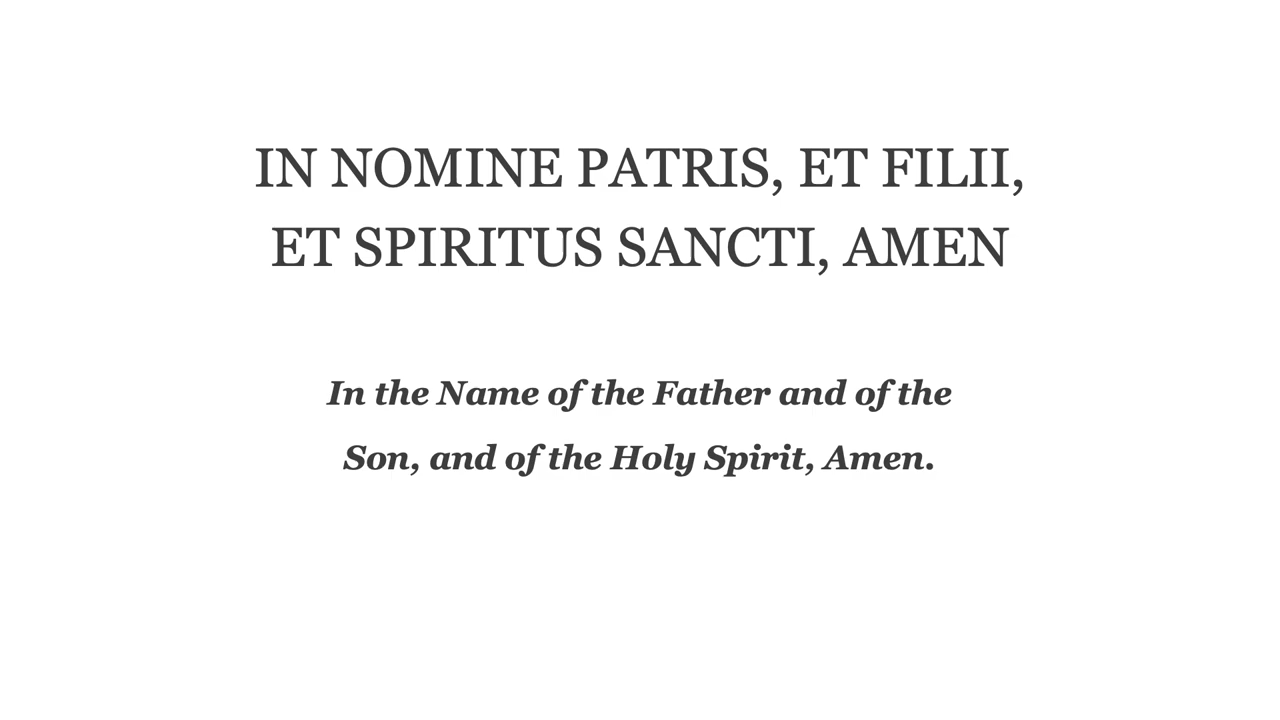 IN NOMINE PATRIS, ET FILII,
ET SPIRITUS SANCTI, AMEN
In the Name of the Father and of the
Son, and of the Holy Spirit, Amen.